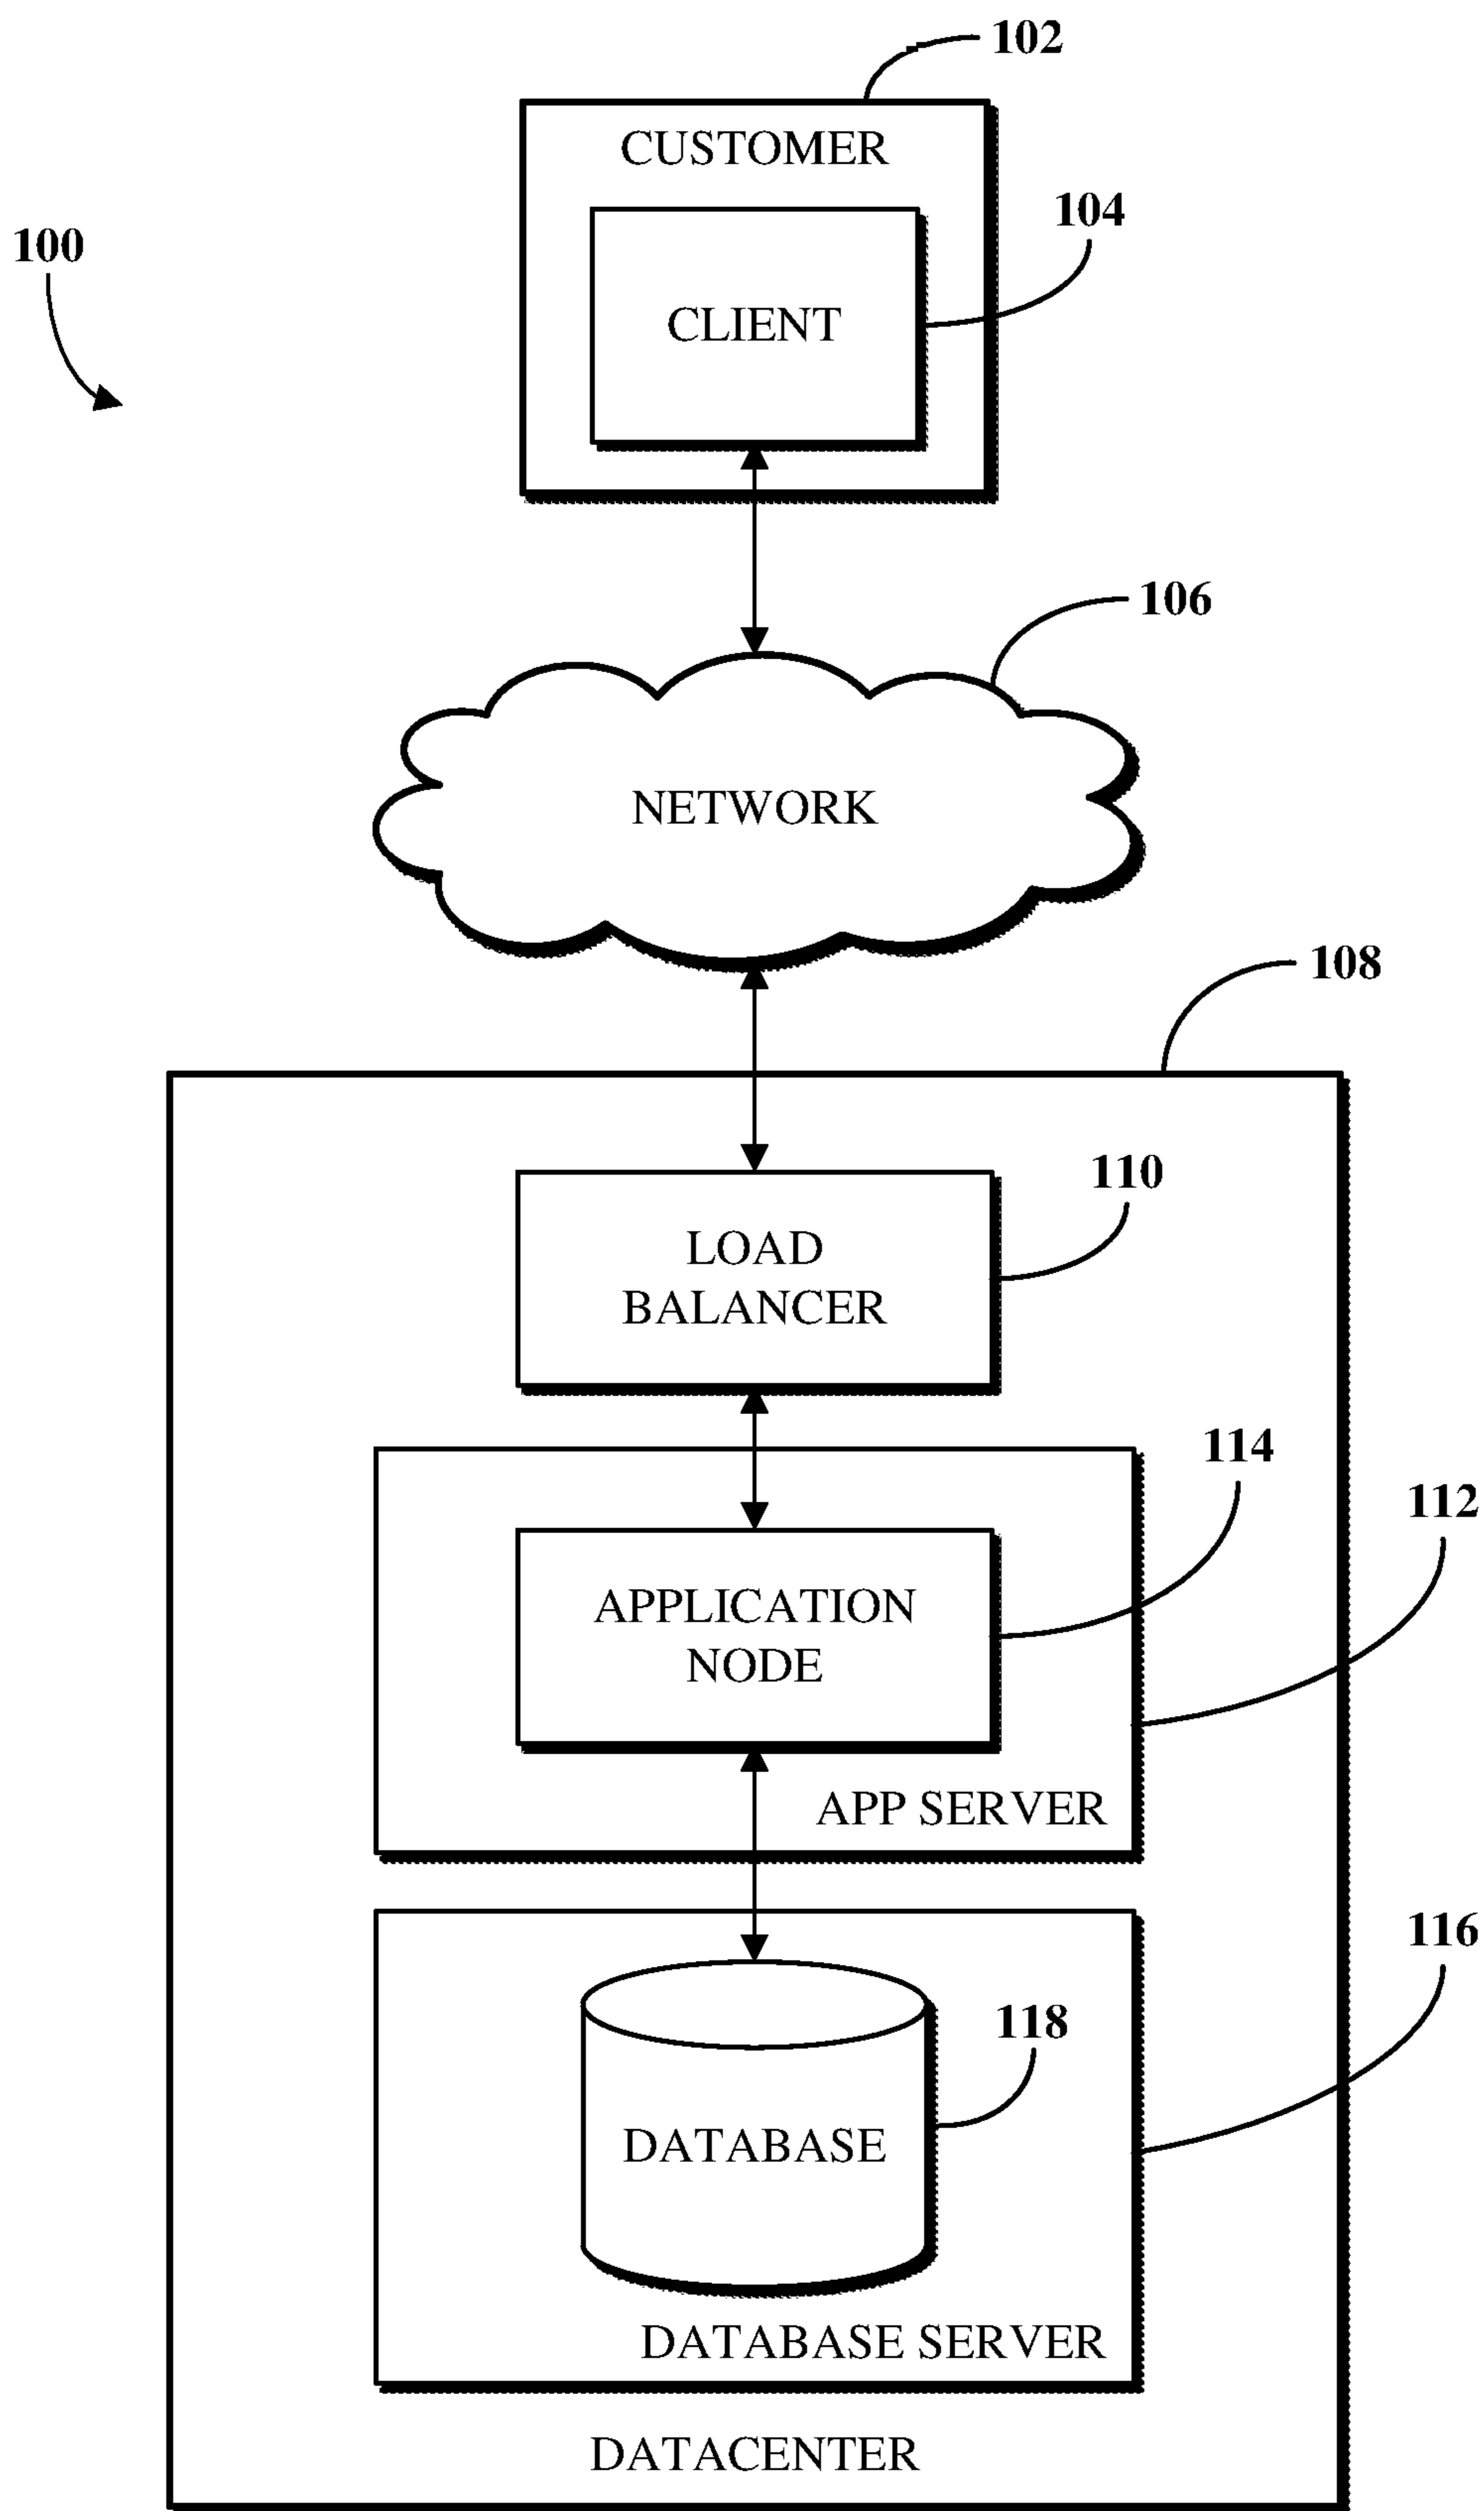 102
CUSTOMER
104
100
CLIENT
106
NETWORK
108
110
LOAD
BALANCER
114
112
APPLICATION
NODE
APP SERVER
116
118
DATABASE
DATABASE SERVER
DATACENTER